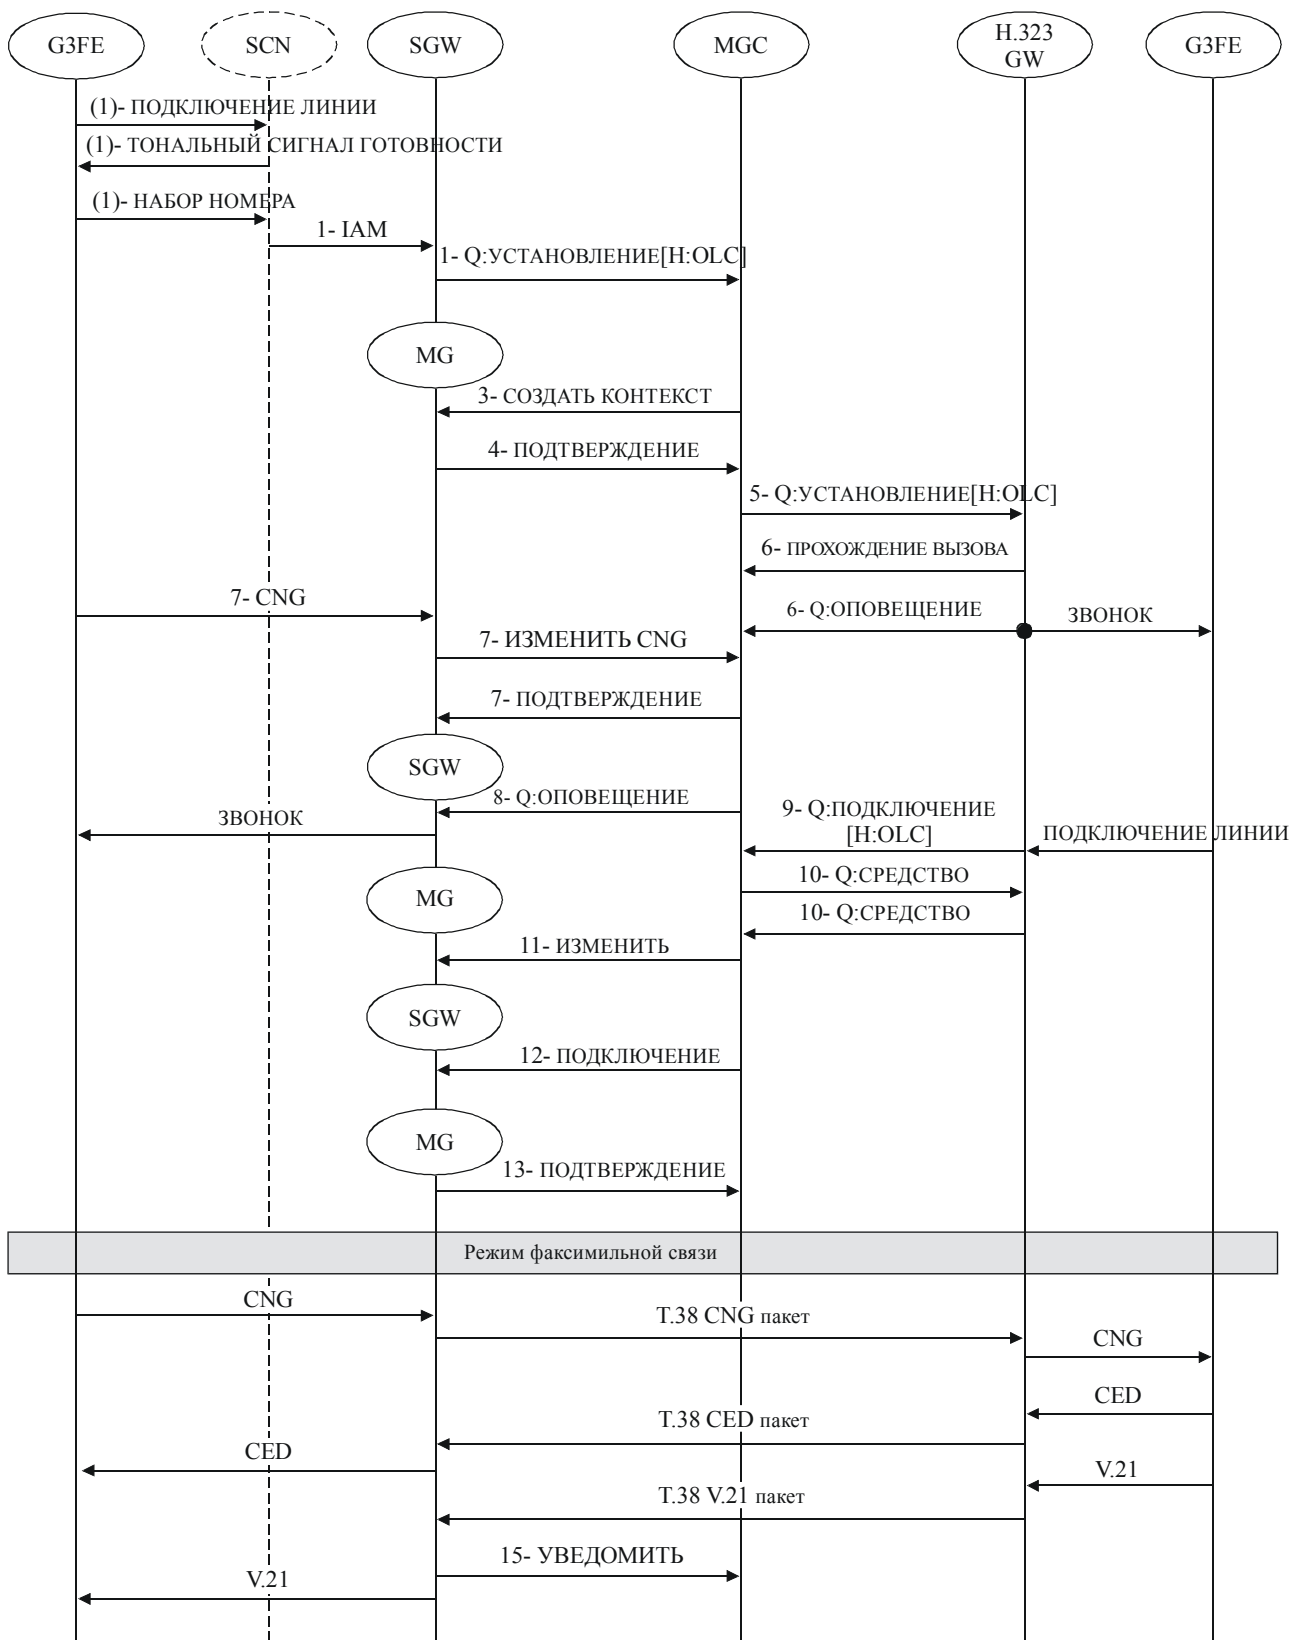 G3FE
SCN
SGW
MGC
H.323
GW
G3FE
(1)- ПОДКЛЮЧЕНИЕ ЛИНИИ
(1)- ТОНАЛЬНЫЙ СИГНАЛ ГОТОВНОСТИ
(1)- НАБОР НОМЕРА
1- IAM
1- Q:УСТАНОВЛЕНИЕ[H:OLC]
MG
3- СОЗДАТЬ КОНТЕКСТ
4- ПОДТВЕРЖДЕНИЕ
5- Q:УСТАНОВЛЕНИЕ[H:OLC]
6- ПРОХОЖДЕНИЕ ВЫЗОВА
7- CNG
6- Q:ОПОВЕЩЕНИЕ
ЗВОНОК
7- ИЗМЕНИТЬ CNG
7- ПОДТВЕРЖДЕНИЕ
SGW
8- Q:ОПОВЕЩЕНИЕ
ЗВОНОК
9- Q:ПОДКЛЮЧЕНИЕ
[H:OLC]
ПОДКЛЮЧЕНИЕ ЛИНИИ
MG
10- Q:СРЕДСТВО
10- Q:СРЕДСТВО
11- ИЗМЕНИТЬ
SGW
12- ПОДКЛЮЧЕНИЕ
MG
13- ПОДТВЕРЖДЕНИЕ
Режим факсимильной связи
CNG
T.38 CNG пакет
CNG
CED
T.38 CED пакет
CED
V.21
T.38 V.21 пакет
15- УВЕДОМИТЬ
V.21